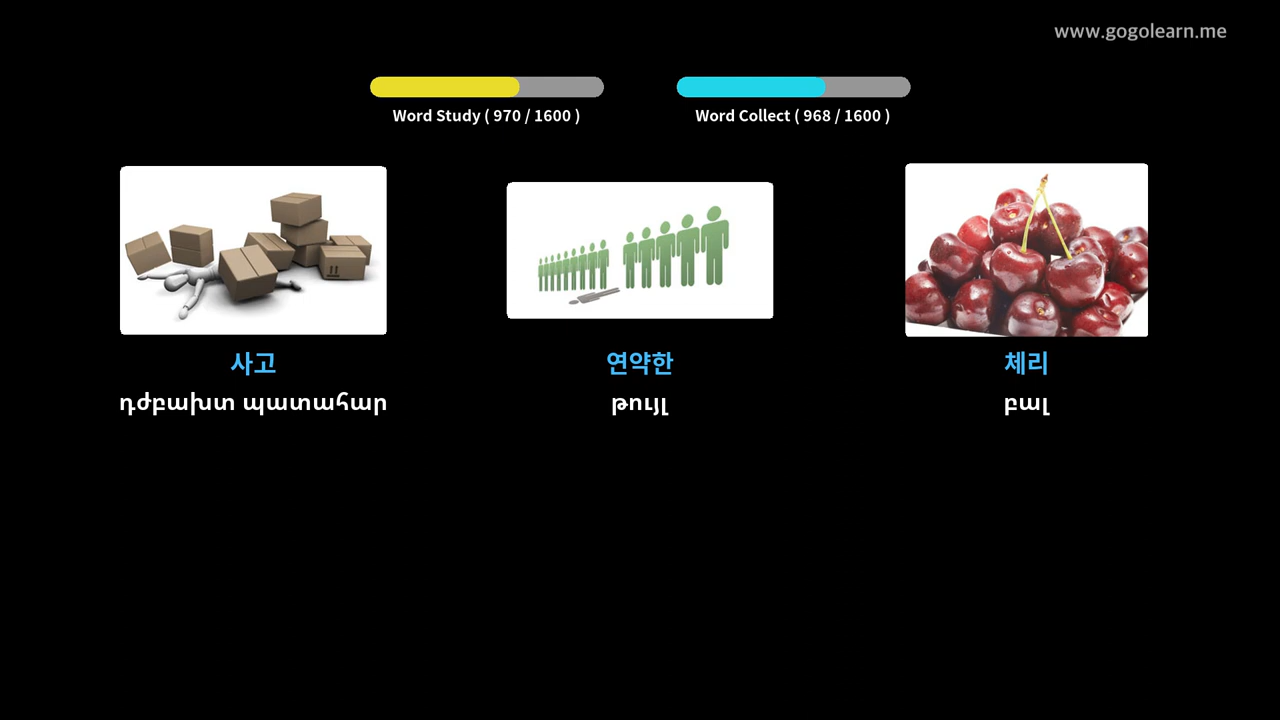 www.gogolearn.me
Word Study ( 970 / 1600 )
Word Collect ( 968 / 1600 )
사고
연약한
체리
դժբախտ պատահար
թույլ
բալ